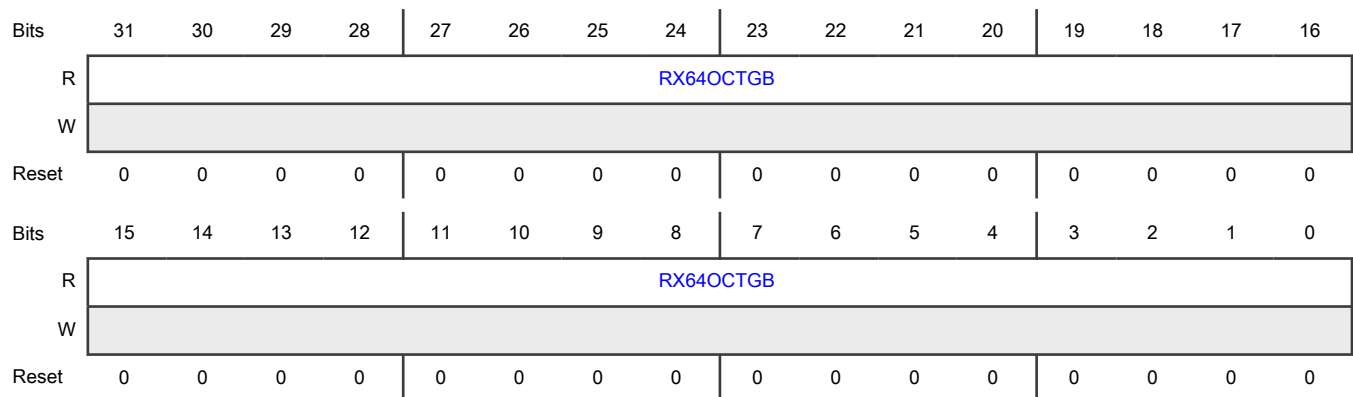 Bits 31 30 29 28 27 26 25 24 23 22 21 20 19 18 17 16
R RX64OCTGB
W
Reset 0 0 0 0 0 0 0 0 0 0 0 0 0 0 0 0
Bits 15 14 13 12 11 10 9 8 7 6 5 4 3 2 1 0
R RX64OCTGB
W
Reset 0 0 0 0 0 0 0 0 0 0 0 0 0 0 0 0